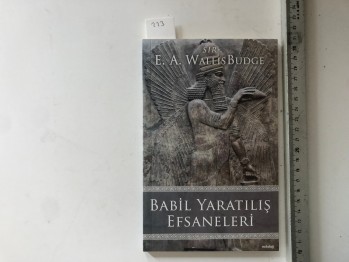 SIR
E. A. WALLIS BUDGE
BABİL YARATILIŞ
EFSANELERİ